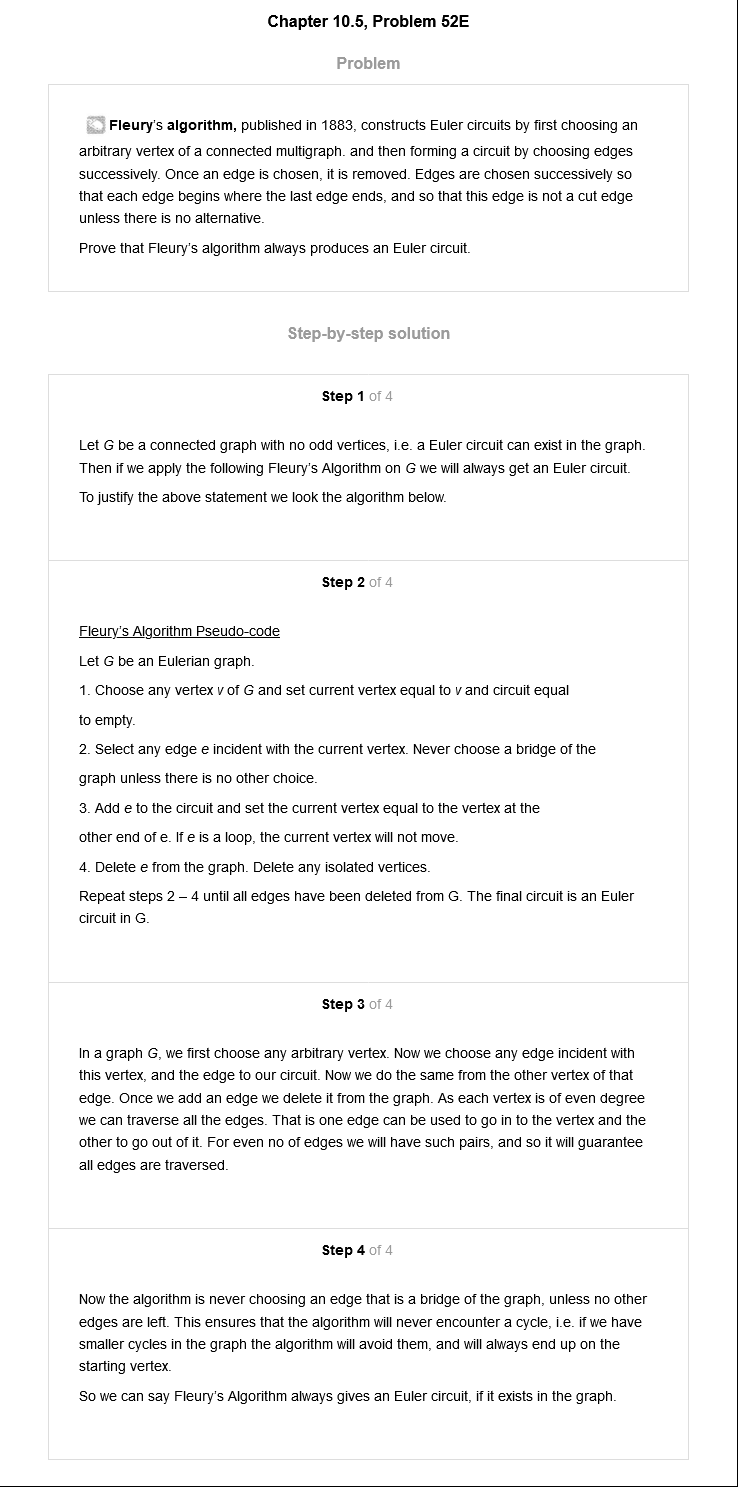 Chapter 10.5, Problem 52E
Problem
Fleury's algorithm, published in 1883, constructs Euler circuits by first choosing an
arbitrary vertex of a connected multigraph. and then forming a circuit by choosing edges
successively. Once an edge is chosen, it is removed. Edges are chosen successively so
that each edge begins where the last edge ends, and so that this edge is not a cut edge
unless there is no alternative.
Prove that Fleury's algorithm always produces an Euler circuit.
Step-by-step solution
Step 1 of 4
Let G be a connected graph with no odd vertices, i.e. a Euler circuit can exist in the graph.
Then if we apply the following Fleury's Algorithm on G we will always get an Euler circuit.
To justify the above statement we look the algorithm below.
Step 2 of 4
Fleury's Algorithm Pseudo-code
Let G be an Eulerian graph.
1. Choose any vertex v of G and set current vertex equal to v and circuit equal
to empty.
2. Select any edge e incident with the current vertex. Never choose a bridge of the
graph unless there is no other choice.
3. Add e to the circuit and set the current vertex equal to the vertex at the
other end of e. If e is a loop, the current vertex will not move.
4. Delete e from the graph. Delete any isolated vertices.
Repeat steps 2 – 4 until all edges have been deleted from G. The final circuit is an Euler
circuit in G.
Step 3 of 4
In a graph G, we first choose any arbitrary vertex. Now we choose any edge incident with
this vertex, and the edge to our circuit. Now we do the same from the other vertex of that
edge. Once we add an edge we delete it from the graph. As each vertex is of even degree
we can traverse all the edges. That is one edge can be used to go in to the vertex and the
other to go out of it. For even no of edges we will have such pairs, and so it will guarantee
all edges are traversed.
Step 4 of 4
Now the algorithm is never choosing an edge that is a bridge of the graph, unless no other
edges are left. This ensures that the algorithm will never encounter a cycle, i.e. if we have
smaller cycles in the graph the algorithm will avoid them, and will always end up on the
starting vertex.
So we can say Fleury's Algorithm always gives an Euler circuit, if it exists in the graph.